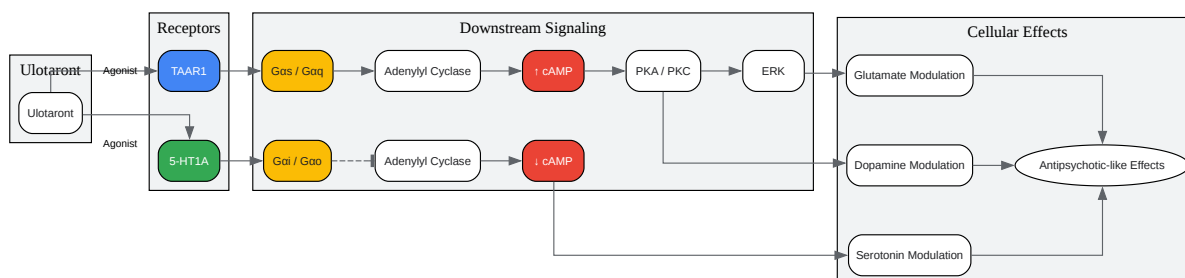 Ulotaront
Ulotaront
Agonist
Agonist
Receptors
TAAR1
5-HT1A
Downstream Signaling
Gαs / Gαq
Adenylyl Cyclase
↑ cAMP
PKA / PKC
ERK
Gαi / Gαo
Adenylyl Cyclase
↓ cAMP
Cellular Effects
Glutamate Modulation
Dopamine Modulation
Antipsychotic-like Effects
Serotonin Modulation